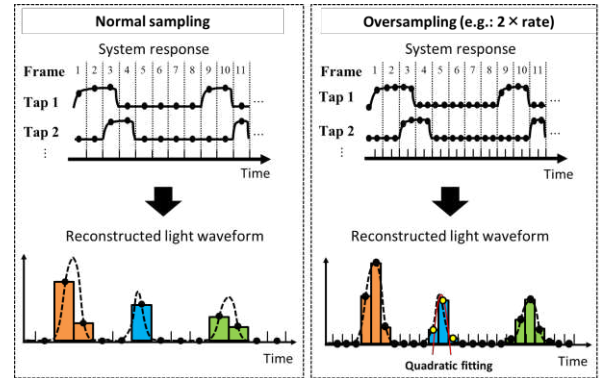 Normal sampling
System response
Frame 1 2 3 4 5 6 7 8 9 10 11
Tap 1 ...
Tap 2 ...
⋮
Time
Reconstructed light waveform
Time
Oversampling (e.g.: 2 × rate)
System response
Frame 1 2 3 4 5 6 7 8 9 10 11
Tap 1 ...
Tap 2 ...
⋮
Time
Reconstructed light waveform
Time
Quadratic fitting